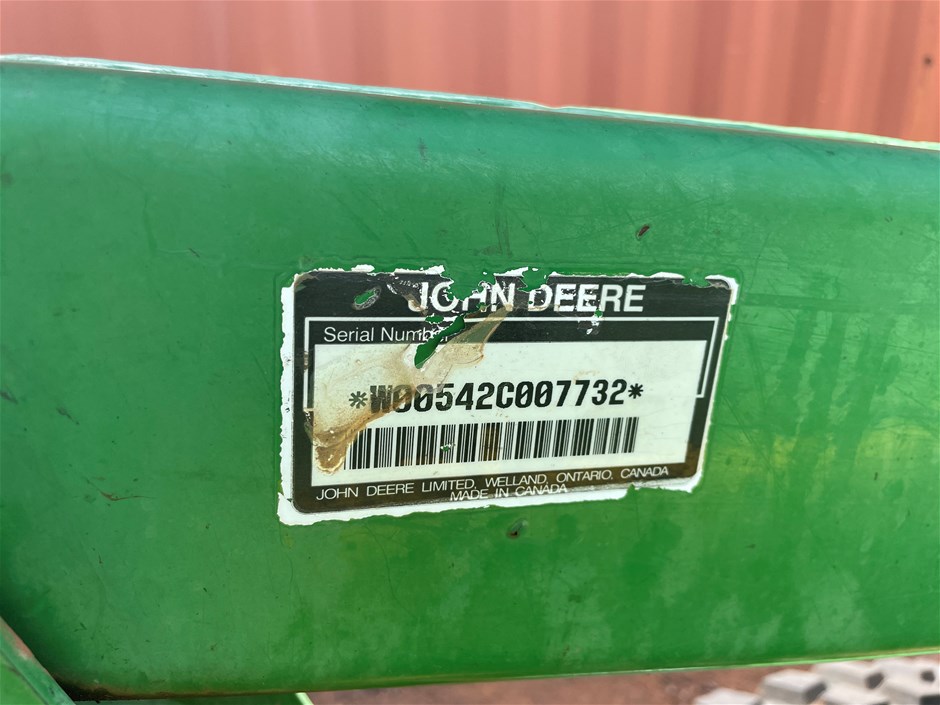 JOHN DEERE
Serial Number
*W00542C007732*
JOHN DEERE LIMITED, WELLAND, ONTARIO, CANADA
MADE IN CANADA